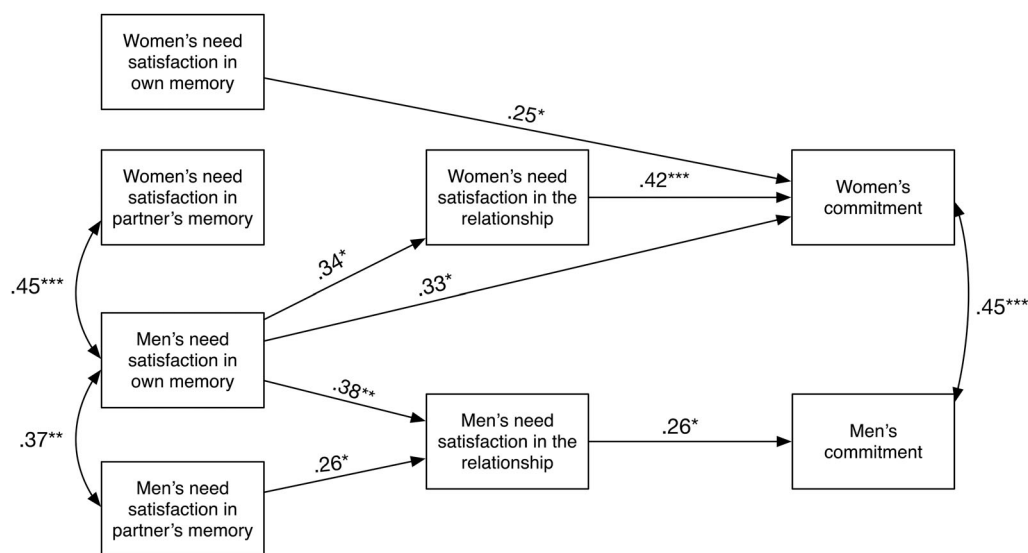 Women’s need
satisfaction in
own memory
.25*
Women’s need
satisfaction in
partner’s memory
Women’s need
satisfaction in the
relationship
.42***
Women’s
commitment
.34*
.33*
.45***
.45***
Men’s need
satisfaction in
own memory
.38**
Men’s need
satisfaction in the
relationship
.26*
Men’s
commitment
.37**
.26*
Men’s need
satisfaction in
partner’s memory